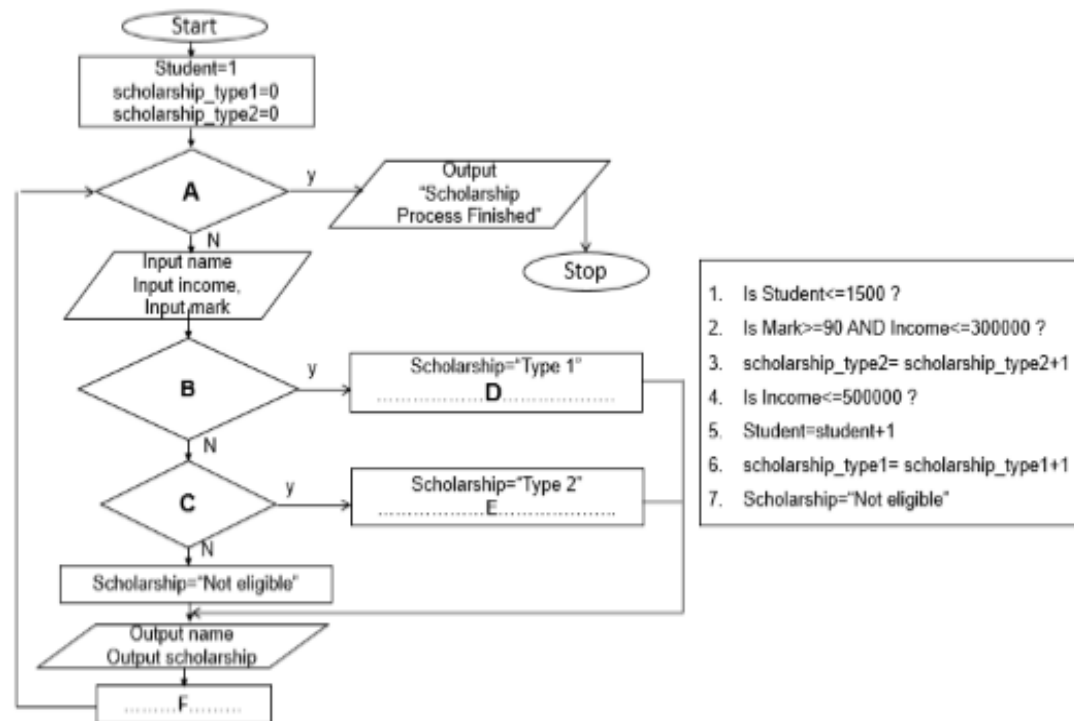 Start
Student=1
scholarship_type1=0
scholarship_type2=0
A
y
Output
“Scholarship
Process Finished”
N
Stop
Input name
Input income,
Input mark
B
y
Scholarship=“Type 1”
....................D....................
N
C
y
Scholarship=“Type 2”
....................E....................
N
Scholarship=“Not eligible”
Output name
Output scholarship
..........F.........
1. Is Student<=1500 ?
2. Is Mark>=90 AND Income<=300000 ?
3. scholarship_type2= scholarship_type2+1
4. Is Income<=500000 ?
5. Student=student+1
6. scholarship_type1= scholarship_type1+1
7. Scholarship=“Not eligible”